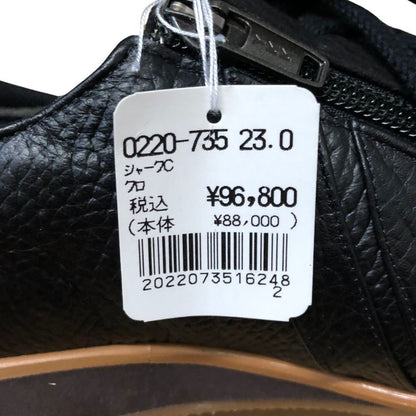 0220-735 23.0
シャークC
クロ
税込 ¥96,800
(本体 ¥88,000 )
2022073516248
2